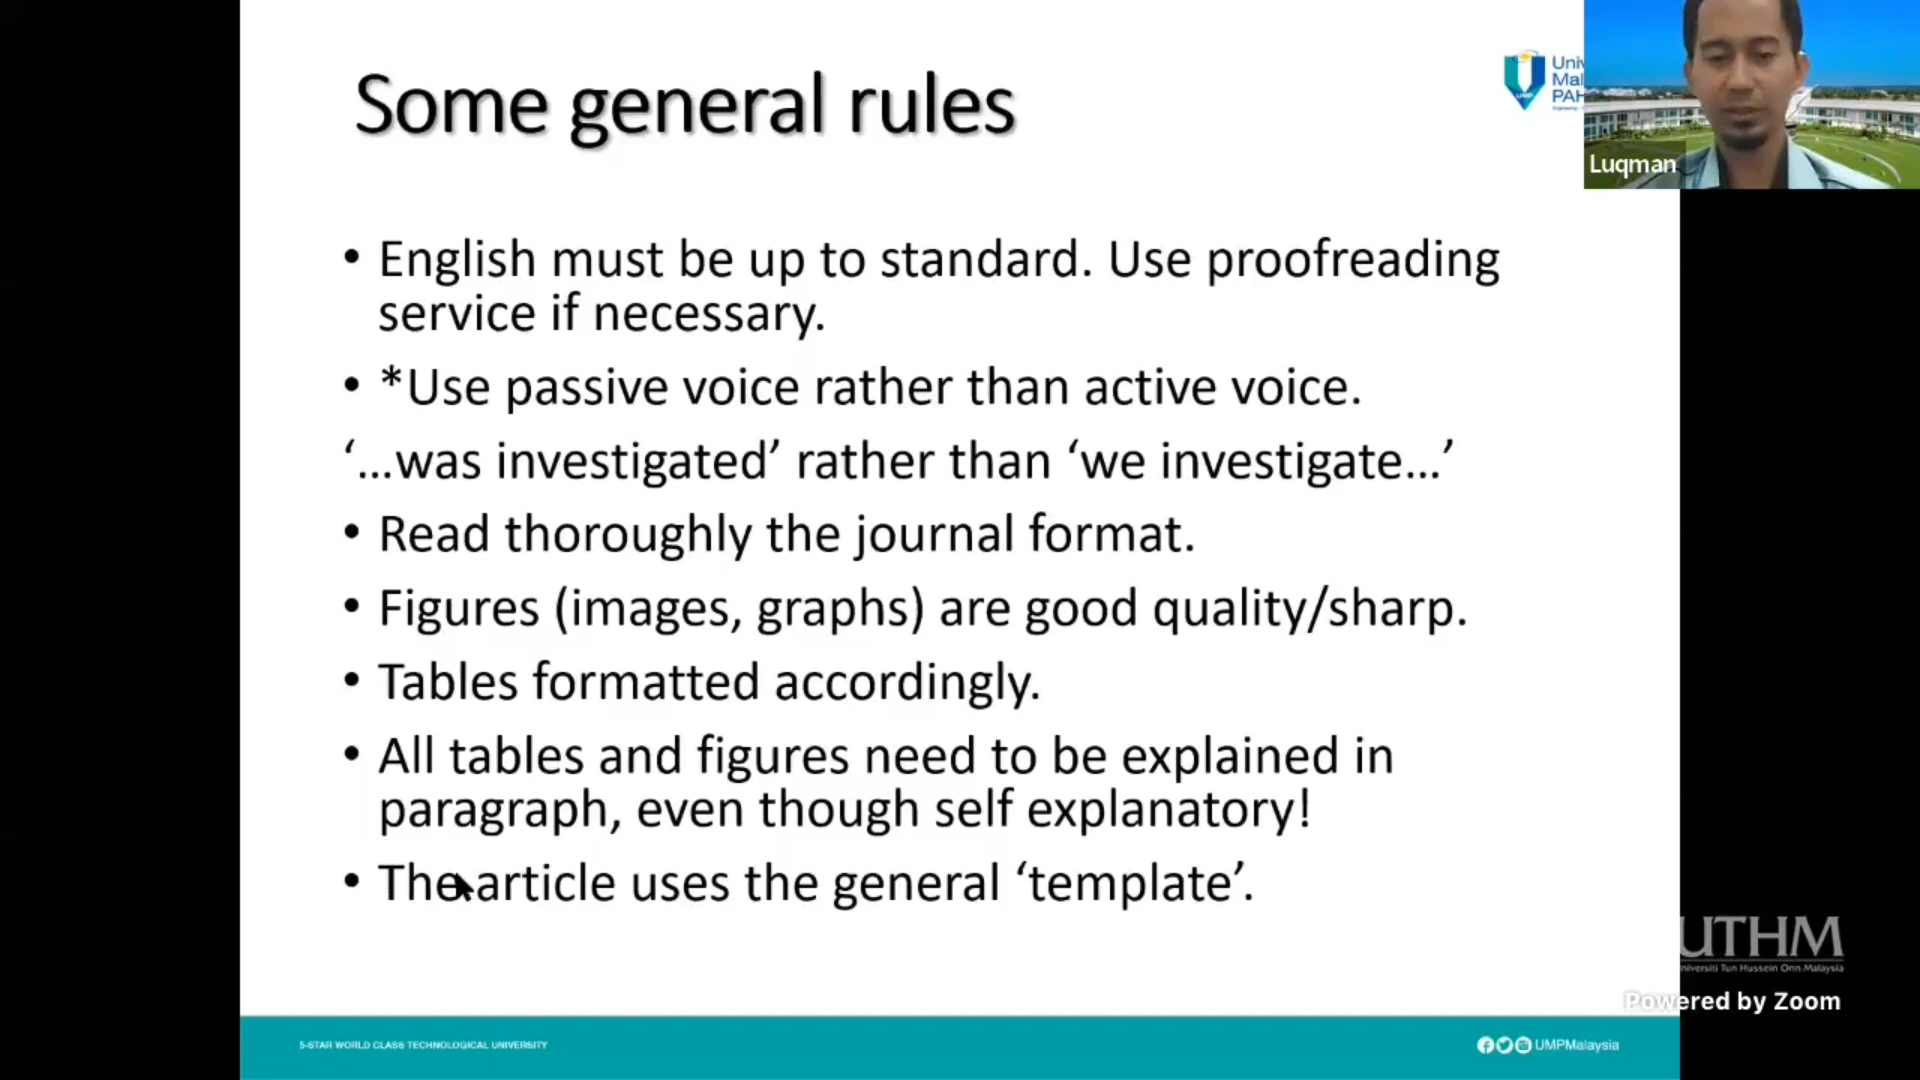 Some general rules
Univ
Mal
PAH
Luqman
• English must be up to standard. Use proofreading
service if necessary.
• *Use passive voice rather than active voice.
‘…was investigated’ rather than ‘we investigate…’
• Read thoroughly the journal format.
• Figures (images, graphs) are good quality/sharp.
• Tables formatted accordingly.
• All tables and figures need to be explained in
paragraph, even though self explanatory!
• The article uses the general ‘template’.
UTHM
niversiti Tun Hussein Onn Malaysia
Powered by Zoom
5-STAR WORLD CLASS TECHNOLOGICAL UNIVERSITY
UMPMalaysia